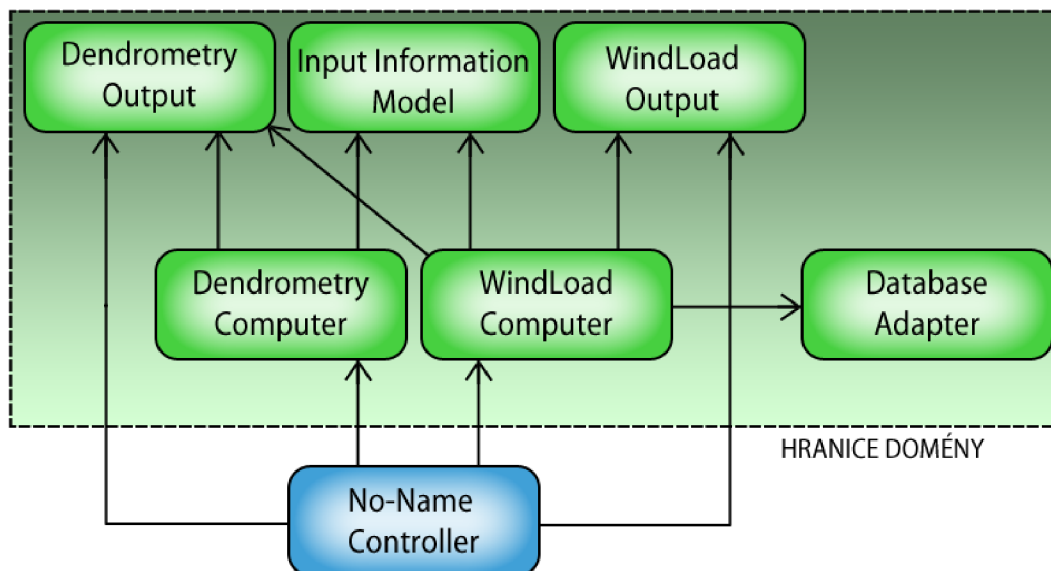 Dendrometry
Output
Input Information
Model
WindLoad
Output
Dendrometry
Computer
WindLoad
Computer
Database
Adapter
HRANICE DOMÉNY
No-Name
Controller